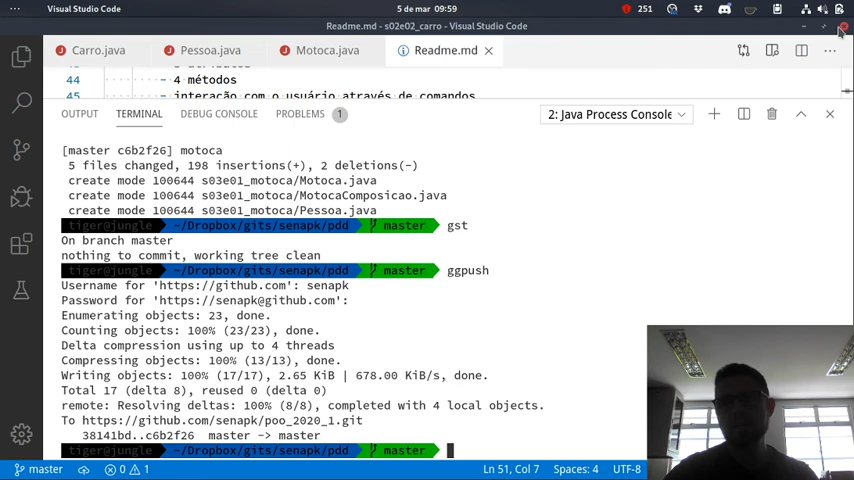 Visual Studio Code
5 de mar 09:59
251
Readme.md - s02e02_carro - Visual Studio Code
Carro.java
Pessoa.java
Motoca.java
Readme.md
44 - 4 métodos
45 - interação com o usuário através de comandos
OUTPUT TERMINAL DEBUG CONSOLE PROBLEMS 1
2: Java Process Console
[master c6b2f26] motoca
5 files changed, 198 insertions(+), 2 deletions(-)
create mode 100644 s03e01_motoca/Motoca.java
create mode 100644 s03e01_motoca/MotocaComposicao.java
create mode 100644 s03e01_motoca/Pessoa.java
tiger@jungle ~/Dropbox/gits/senapk/pdd master gst
On branch master
nothing to commit, working tree clean
tiger@jungle ~/Dropbox/gits/senapk/pdd master ggpush
Username for 'https://github.com': senapk
Password for 'https://senapk@github.com':
Enumerating objects: 23, done.
Counting objects: 100% (23/23), done.
Delta compression using up to 4 threads
Compressing objects: 100% (13/13), done.
Writing objects: 100% (17/17), 2.65 KiB | 678.00 KiB/s, done.
Total 17 (delta 8), reused 0 (delta 0)
remote: Resolving deltas: 100% (8/8), completed with 4 local objects.
To https://github.com/senapk/poo_2020_1.git
38141bd..c6b2f26 master -> master
tiger@jungle ~/Dropbox/gits/senapk/pdd master
master 0 1 Ln 51, Col 7 Spaces: 4 UTF-8